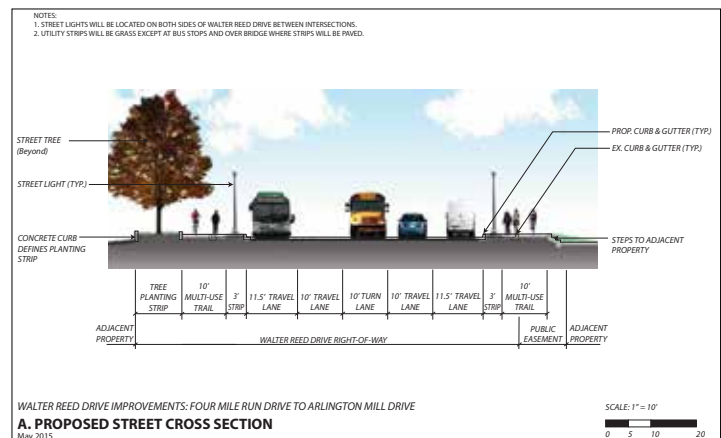 NOTES:
1. STREET LIGHTS WILL BE LOCATED ON BOTH SIDES OF WALTER REED DRIVE BETWEEN INTERSECTIONS.
2. UTILITY STRIPS WILL BE GRASS EXCEPT AT BUS STOPS AND OVER BRIDGE WHERE STRIPS WILL BE PAVED.
STREET TREE
(Beyond)
STREET LIGHT (TYP.)
CONCRETE CURB
DEFINES PLANTING
STRIP
PROP. CURB & GUTTER (TYP.)
EX. CURB & GUTTER (TYP.)
STEPS TO ADJACENT
PROPERTY
TREE
PLANTING
STRIP
10'
MULTI-USE
TRAIL
3'
STRIP
11.5' TRAVEL
LANE
10' TRAVEL
LANE
10' TURN
LANE
10' TRAVEL
LANE
11.5' TRAVEL
LANE
3'
STRIP
10'
MULTI-USE
TRAIL
ADJACENT
PROPERTY
WALTER REED DRIVE RIGHT-OF-WAY
PUBLIC
EASEMENT
ADJACENT
PROPERTY
WALTER REED DRIVE IMPROVEMENTS: FOUR MILE RUN DRIVE TO ARLINGTON MILL DRIVE
A. PROPOSED STREET CROSS SECTION
May 2015
SCALE: 1" = 10'
0 5 10 20